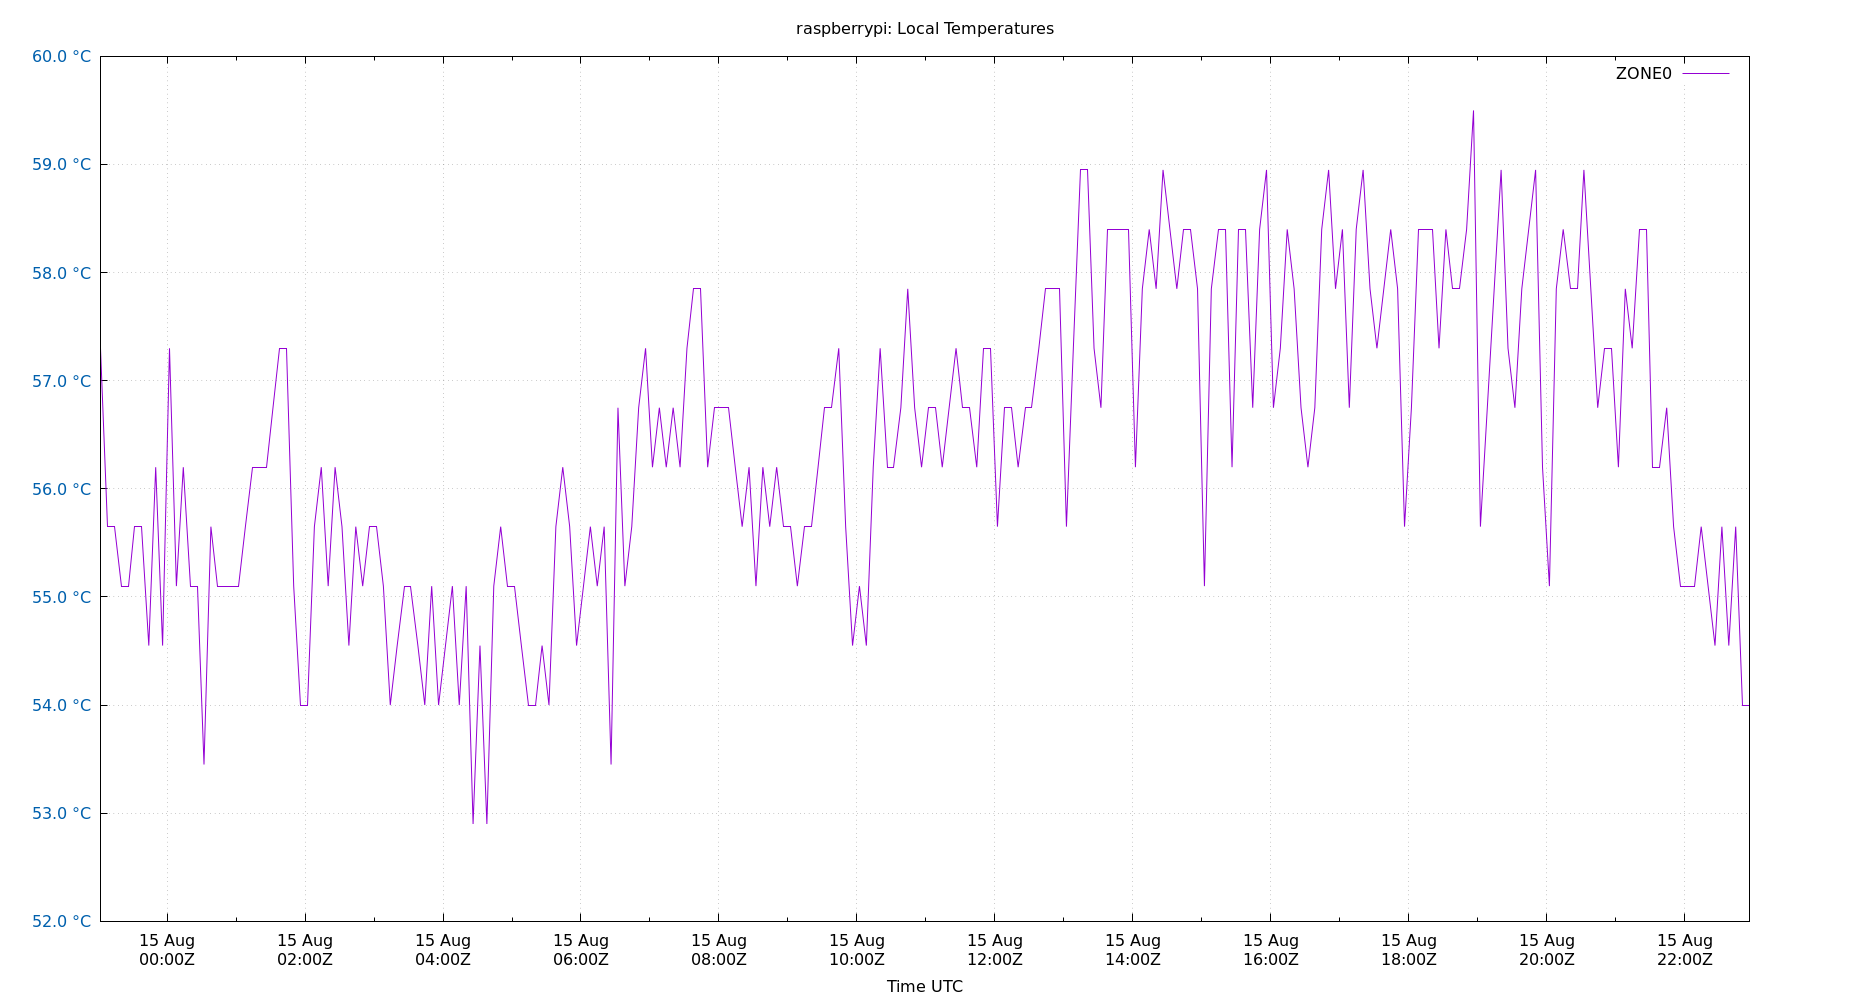 raspberrypi: Local Temperatures
60.0 °C
ZONE0
59.0 °C
58.0 °C
57.0 °C
56.0 °C
55.0 °C
54.0 °C
53.0 °C
52.0 °C
15 Aug 15 Aug 15 Aug 15 Aug 15 Aug 15 Aug 15 Aug 15 Aug 15 Aug 15 Aug 15 Aug 15 Aug
00:00Z 02:00Z 04:00Z 06:00Z 08:00Z 10:00Z 12:00Z 14:00Z 16:00Z 18:00Z 20:00Z 22:00Z
Time UTC